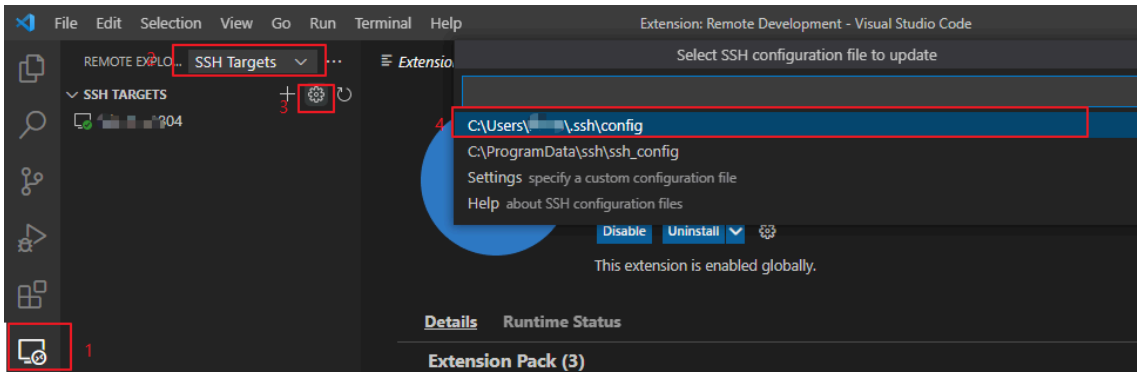 File Edit Selection View Go Run Terminal Help Extension: Remote Development - Visual Studio Code
Select SSH configuration file to update
REMOTE EXPLO... SSH Targets ... Extensio
2
SSH TARGETS
3
304
4 C:\Users\ \.ssh\config
C:\ProgramData\ssh\ssh_config
Settings specify a custom configuration file
Help about SSH configuration files
Disable Uninstall
This extension is enabled globally.
Details Runtime Status
1
Extension Pack (3)